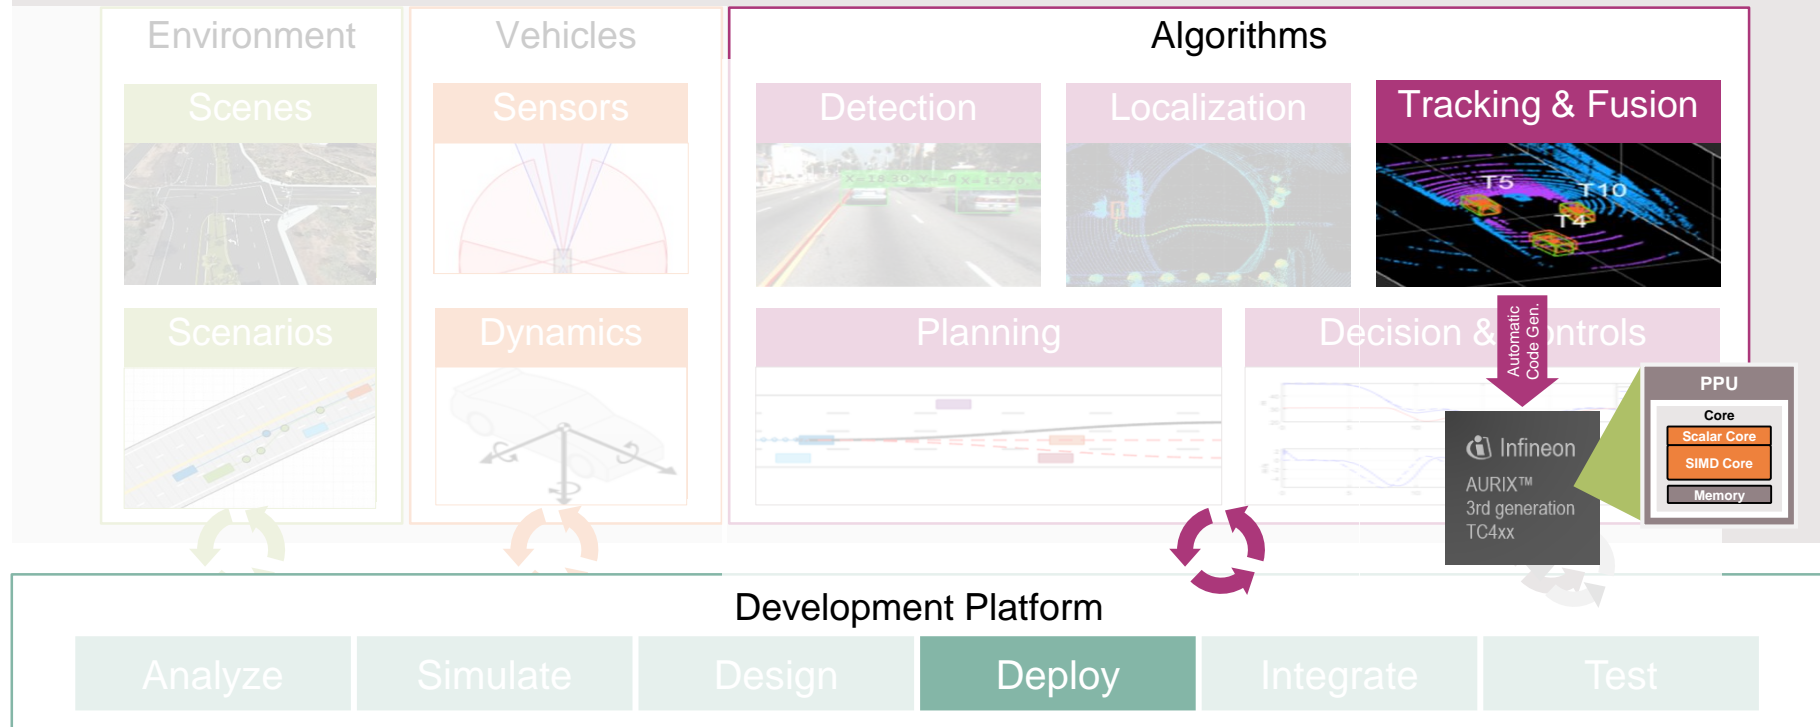 Environment
Vehicles
Algorithms
Scenes
Sensors
Detection
Localization
Tracking & Fusion
T5
T10
T4
Scenarios
Dynamics
Planning
Decision & Controls
Automatic
Code Gen.
PPU
Core
Scalar Core
SIMD Core
Memory
Infineon
AURIX™
3rd generation
TC4xx
Development Platform
Analyze
Simulate
Design
Deploy
Integrate
Test